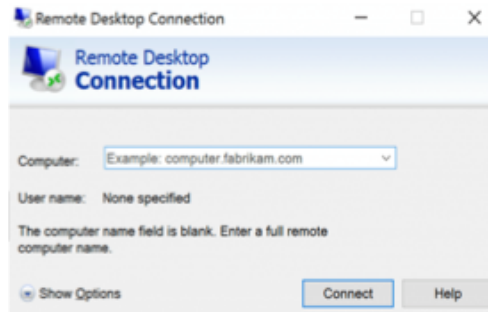 Remote Desktop Connection
Remote Desktop
Connection
Computer: Example: computer.fabrikam.com
User name: None specified
The computer name field is blank. Enter a full remote
computer name.
Show Options Connect Help